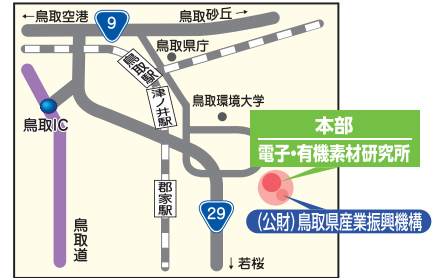 ←鳥取空港
9
鳥取砂丘→
鳥取県庁
鳥取駅
津ノ井駅
鳥取環境大学
鳥取IC
本部
電子・有機素材研究所
郡家駅
29
(公財)鳥取県産業振興機構
鳥取道
↓若桜